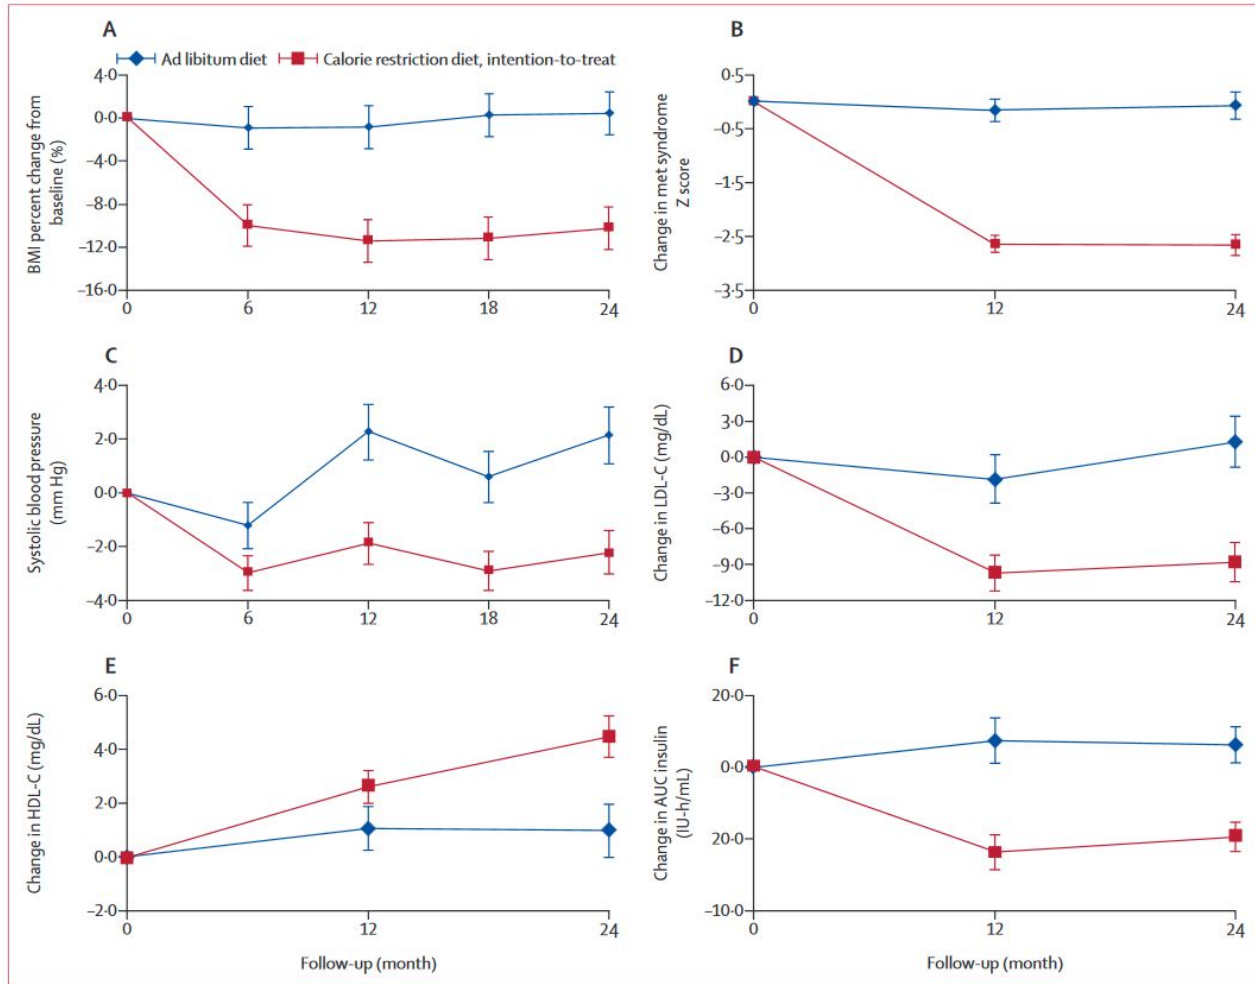 A
Ad libitum diet
Calorie restriction diet, intention-to-treat
BMI percent change from
baseline (%)
4·0
0·0
–4·0
–8·0
–12·0
–16·0
0
6
12
18
24
B
Change in met syndrome
Z score
0·5
–0·5
–1·5
–2·5
–3·5
0
12
24
C
Systolic blood pressure
(mm Hg)
4·0
2·0
0·0
–2·0
–4·0
0
6
12
18
24
D
Change in LDL-C (mg/dL)
6·0
3·0
0·0
–3·0
–6·0
–9·0
–12·0
0
12
24
E
Change in HDL-C (mg/dL)
6·0
4·0
2·0
0·0
–2·0
0
12
24
Follow-up (month)
F
Change in AUC insulin
(IU-h/mL)
20·0
0·0
20·0
–10·0
0
12
24
Follow-up (month)